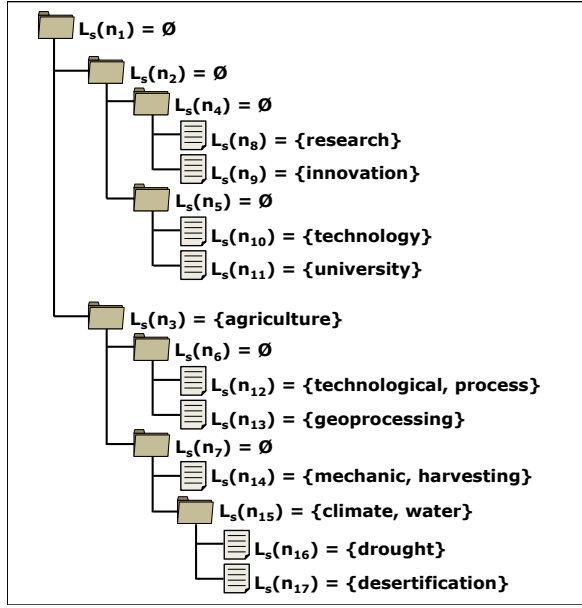 Lₛ(n₁) = Ø
Lₛ(n₂) = Ø
Lₛ(n₄) = Ø
Lₛ(n₈) = {research}
Lₛ(n₉) = {innovation}
Lₛ(n₅) = Ø
Lₛ(n₁₀) = {technology}
Lₛ(n₁₁) = {university}
Lₛ(n₃) = {agriculture}
Lₛ(n₆) = Ø
Lₛ(n₁₂) = {technological, process}
Lₛ(n₁₃) = {geoprocessing}
Lₛ(n₇) = Ø
Lₛ(n₁₄) = {mechanic, harvesting}
Lₛ(n₁₅) = {climate, water}
Lₛ(n₁₆) = {drought}
Lₛ(n₁₇) = {desertification}